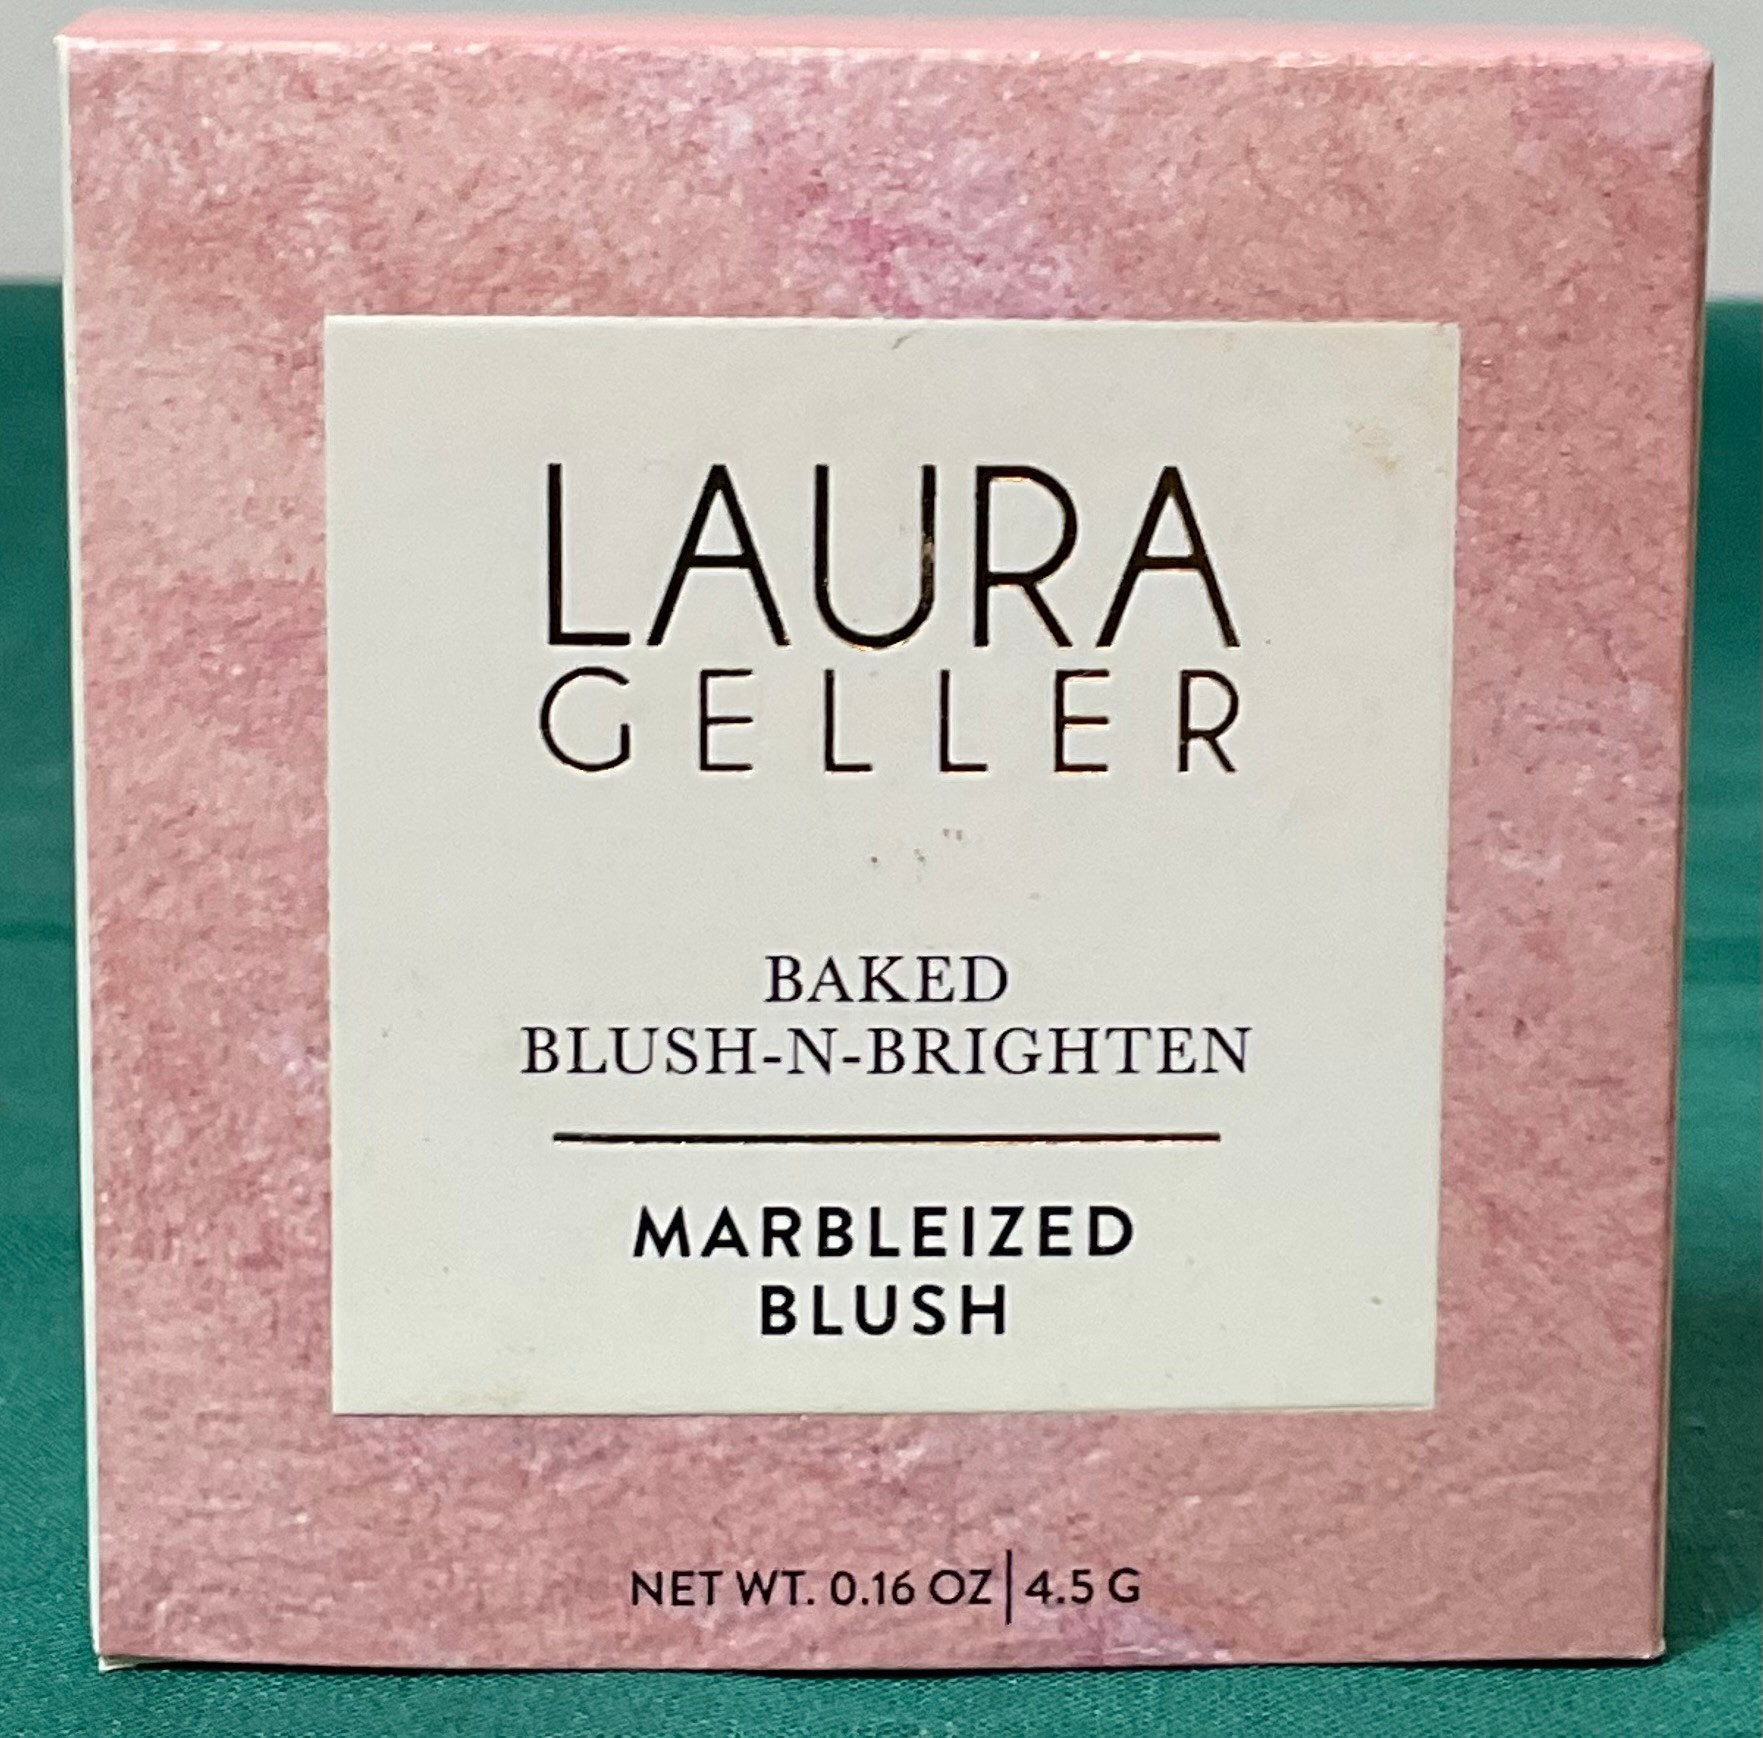 LAURA
GELLER
BAKED
BLUSH-N-BRIGHTEN
MARBLEIZED
BLUSH
NET WT. 0.16 OZ | 4.5 G